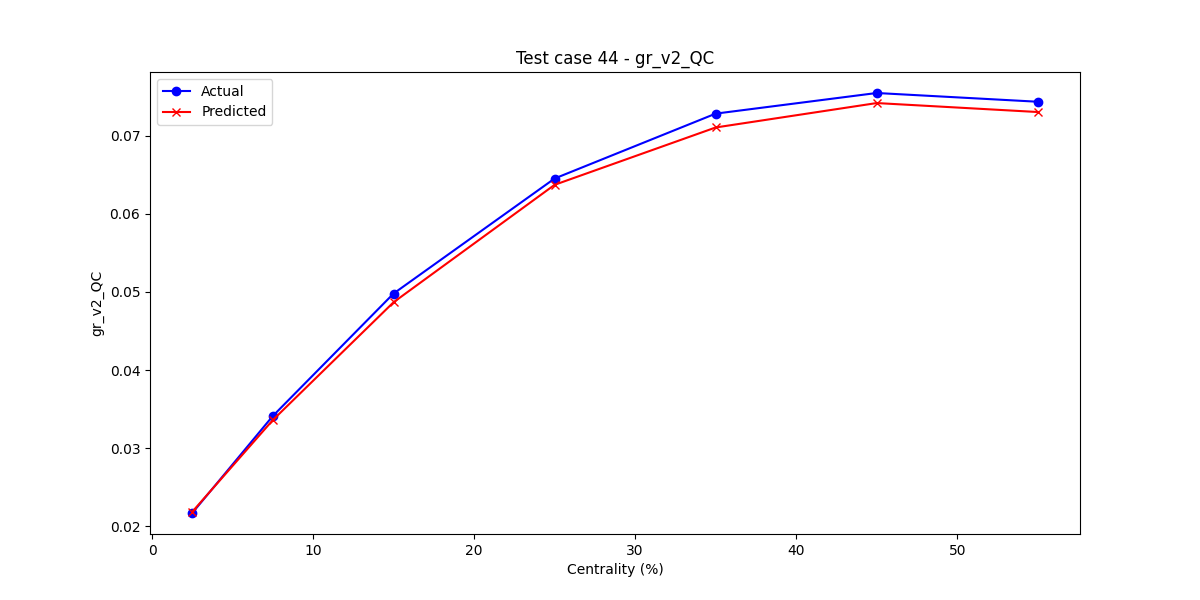 Test case 44 - gr_v2_QC
Actual
Predicted
gr_v2_QC
0.07
0.06
0.05
0.04
0.03
0.02
0 10 20 30 40 50
Centrality (%)